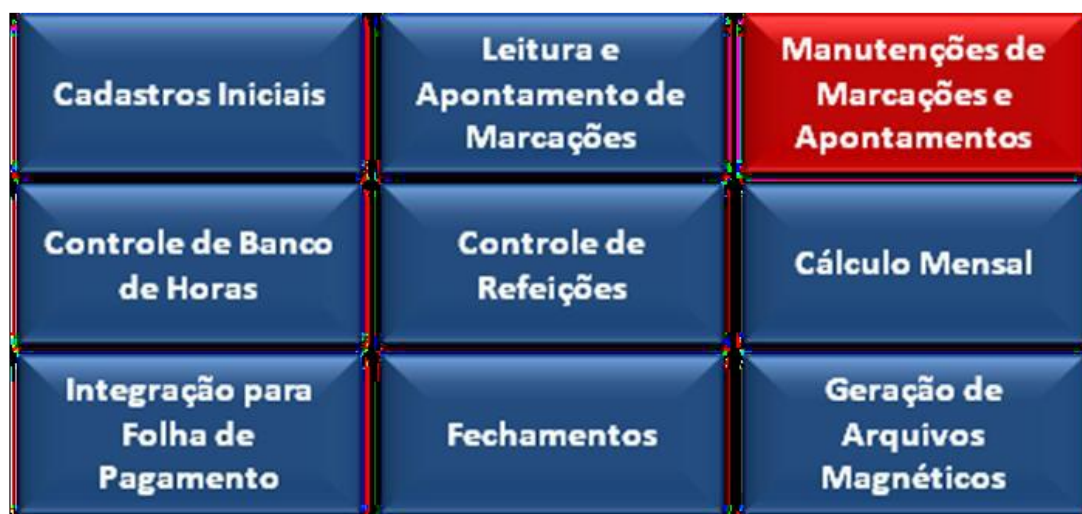 Cadastros Iniciais
Leitura e
Apontamento de
Marcações
Manutenções de
Marcações e
Apontamentos
Controle de Banco
de Horas
Controle de
Refeições
Cálculo Mensal
Integração para
Folha de
Pagamento
Fechamentos
Geração de
Arquivos
Magnéticos